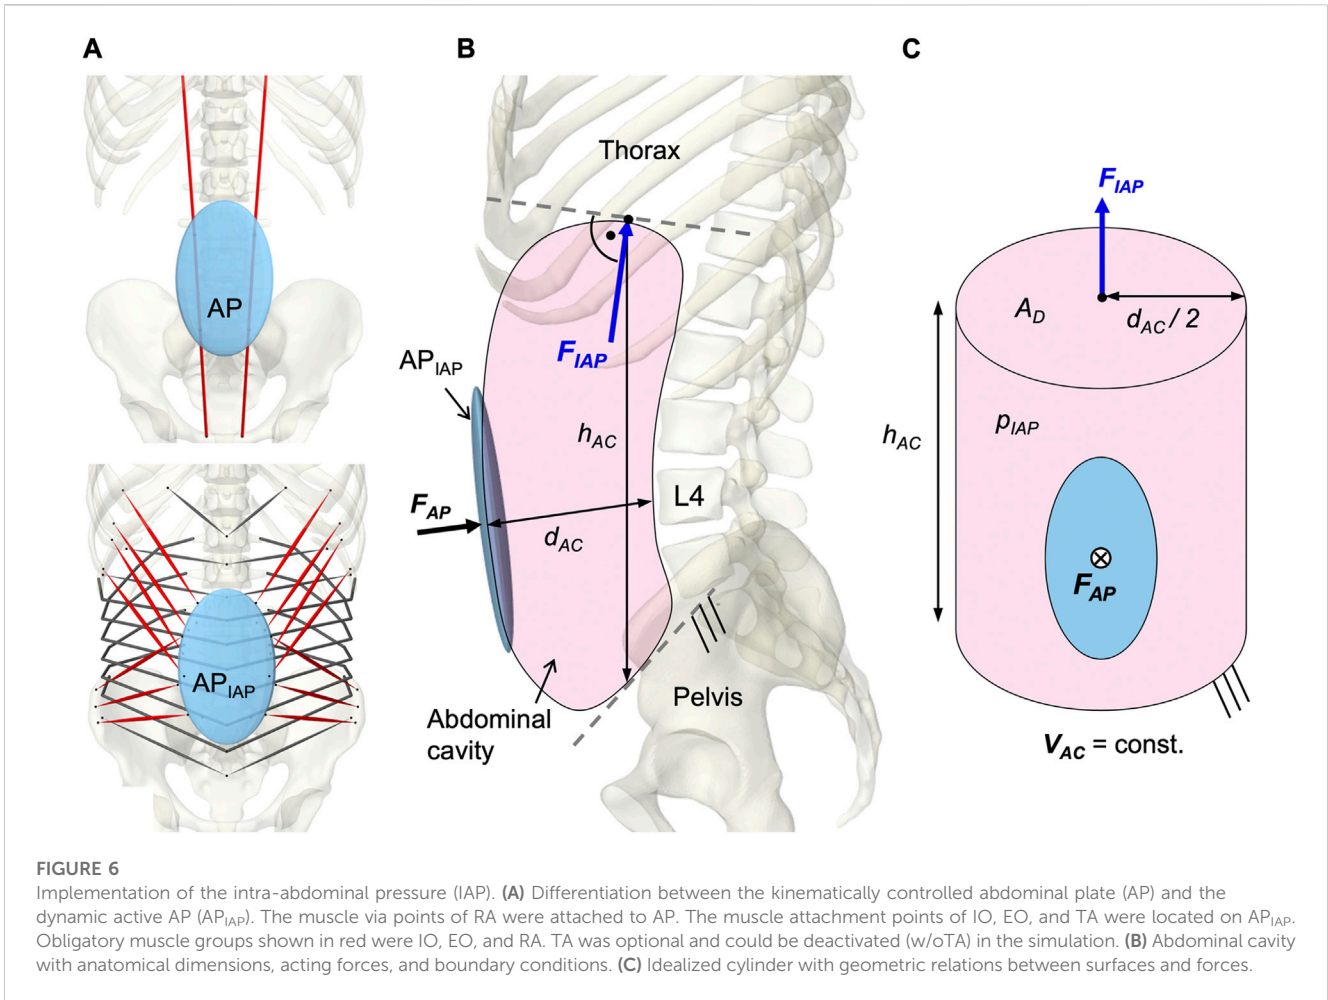 A
B
C
AP
AP_IAP
Thorax
F_IAP
AP_IAP
h_AC
F_AP
d_AC
L4
Abdominal
cavity
Pelvis
F_IAP
A_D
d_AC / 2
h_AC
p_IAP
F_AP
V_AC = const.
FIGURE 6
Implementation of the intra-abdominal pressure (IAP). (A) Differentiation between the kinematically controlled abdominal plate (AP) and the
dynamic active AP (AP_IAP). The muscle via points of RA were attached to AP. The muscle attachment points of IO, EO, and TA were located on AP_IAP.
Obligatory muscle groups shown in red were IO, EO, and RA. TA was optional and could be deactivated (w/oTA) in the simulation. (B) Abdominal cavity
with anatomical dimensions, acting forces, and boundary conditions. (C) Idealized cylinder with geometric relations between surfaces and forces.